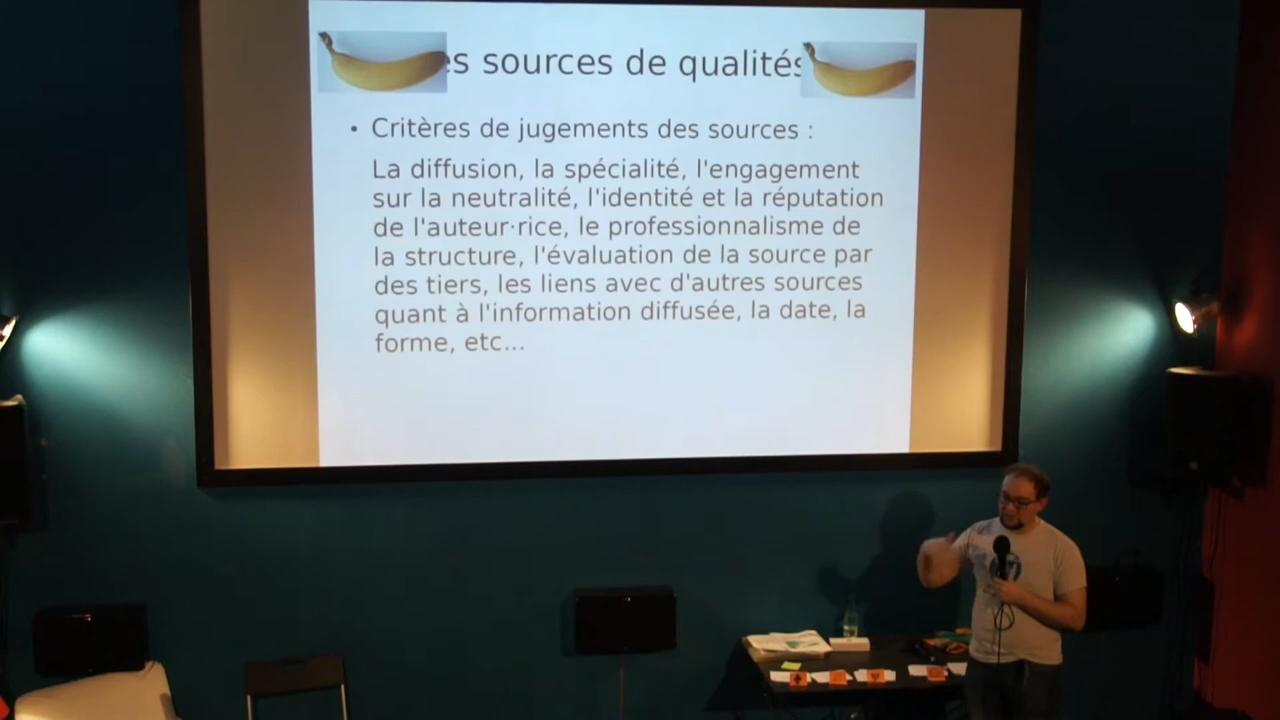 es sources de qualités
• Critères de jugements des sources :
La diffusion, la spécialité, l'engagement
sur la neutralité, l'identité et la réputation
de l'auteur·rice, le professionnalisme de
la structure, l'évaluation de la source par
des tiers, les liens avec d'autres sources
quant à l'information diffusée, la date, la
forme, etc...